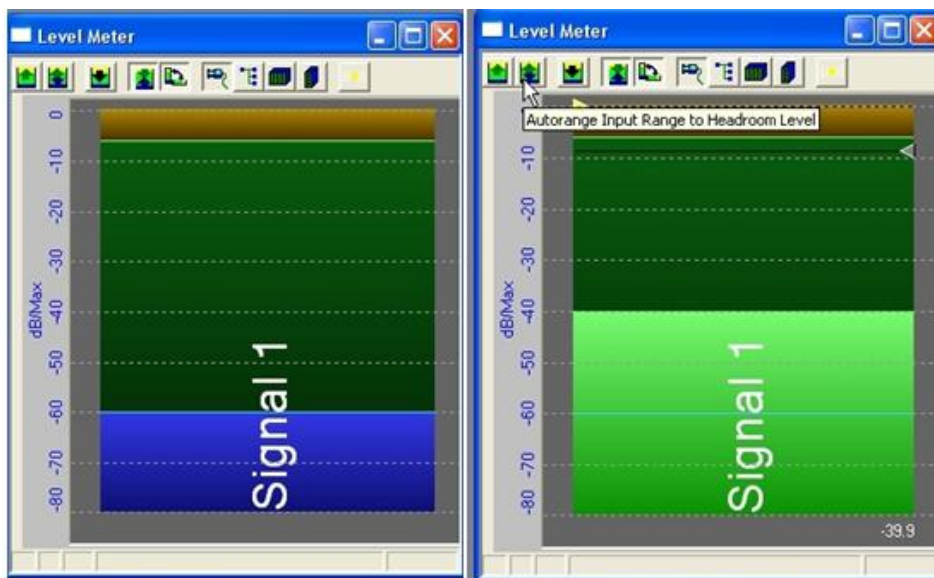 Level Meter
0
-10
-20
-30
-40
-50
-60
-70
-80
dB/Max
Signal 1
Level Meter
Autorange Input Range to Headroom Level
-10
-20
-30
-40
-50
-60
-70
-80
dB/Max
Signal 1
-39.9